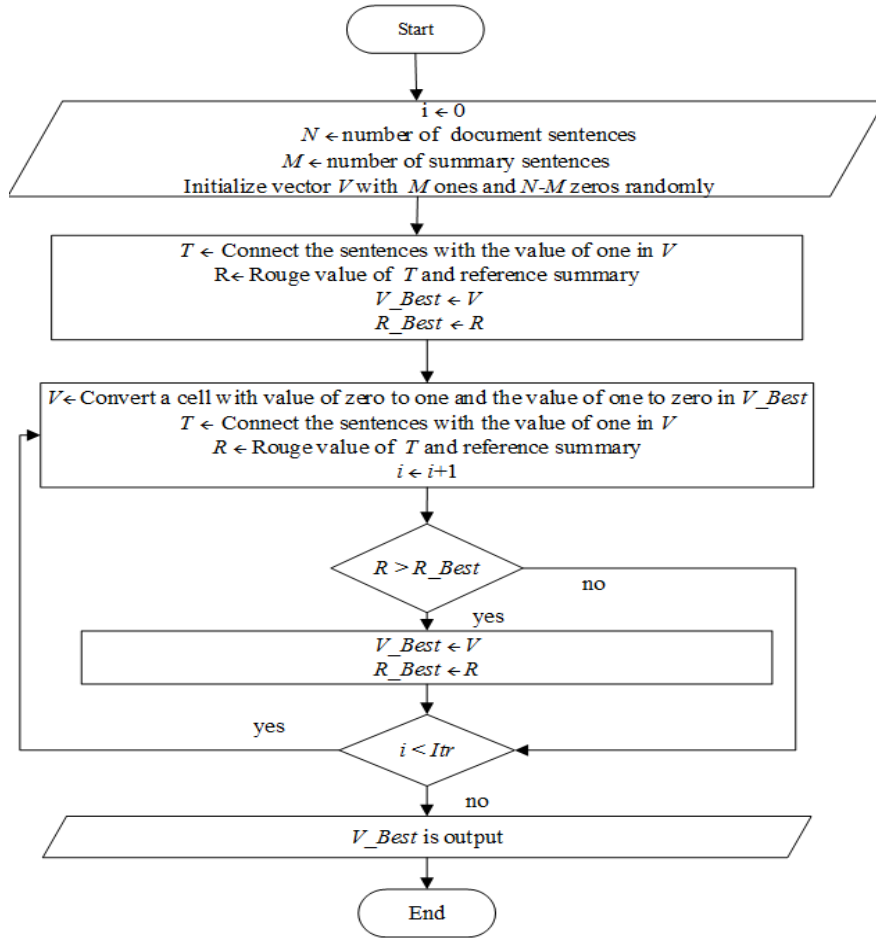 Start
i ← 0
N ← number of document sentences
M ← number of summary sentences
Initialize vector V with M ones and N-M zeros randomly
T ← Connect the sentences with the value of one in V
R← Rouge value of T and reference summary
V_Best ← V
R_Best ← R
V← Convert a cell with value of zero to one and the value of one to zero in V_Best
T ← Connect the sentences with the value of one in V
R ← Rouge value of T and reference summary
i ← i+1
R > R_Best
no
yes
V_Best ← V
R_Best ← R
yes
i < Itr
no
V_Best is output
End